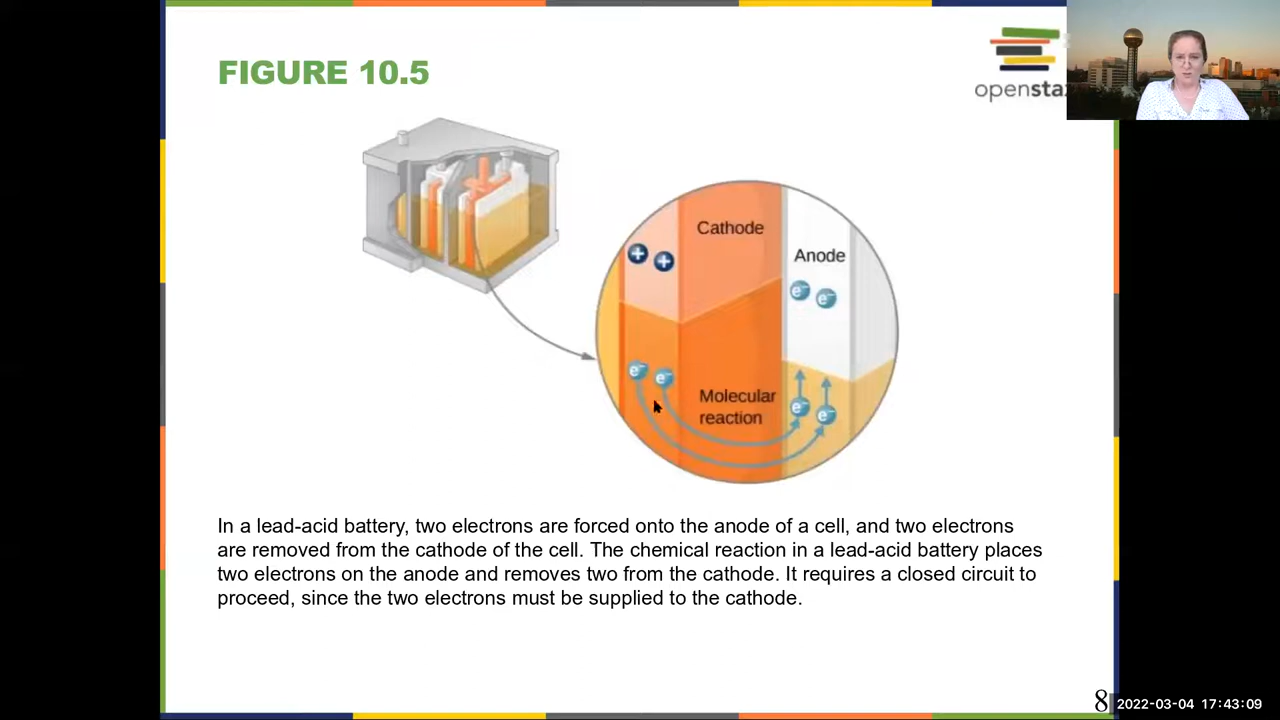 FIGURE 10.5
openstax
Cathode
Anode
+ +
e⁻ e⁻
e⁻ e⁻
Molecular
reaction
e⁻ e⁻
In a lead-acid battery, two electrons are forced onto the anode of a cell, and two electrons
are removed from the cathode of the cell. The chemical reaction in a lead-acid battery places
two electrons on the anode and removes two from the cathode. It requires a closed circuit to
proceed, since the two electrons must be supplied to the cathode.
8
2022-03-04 17:43:09